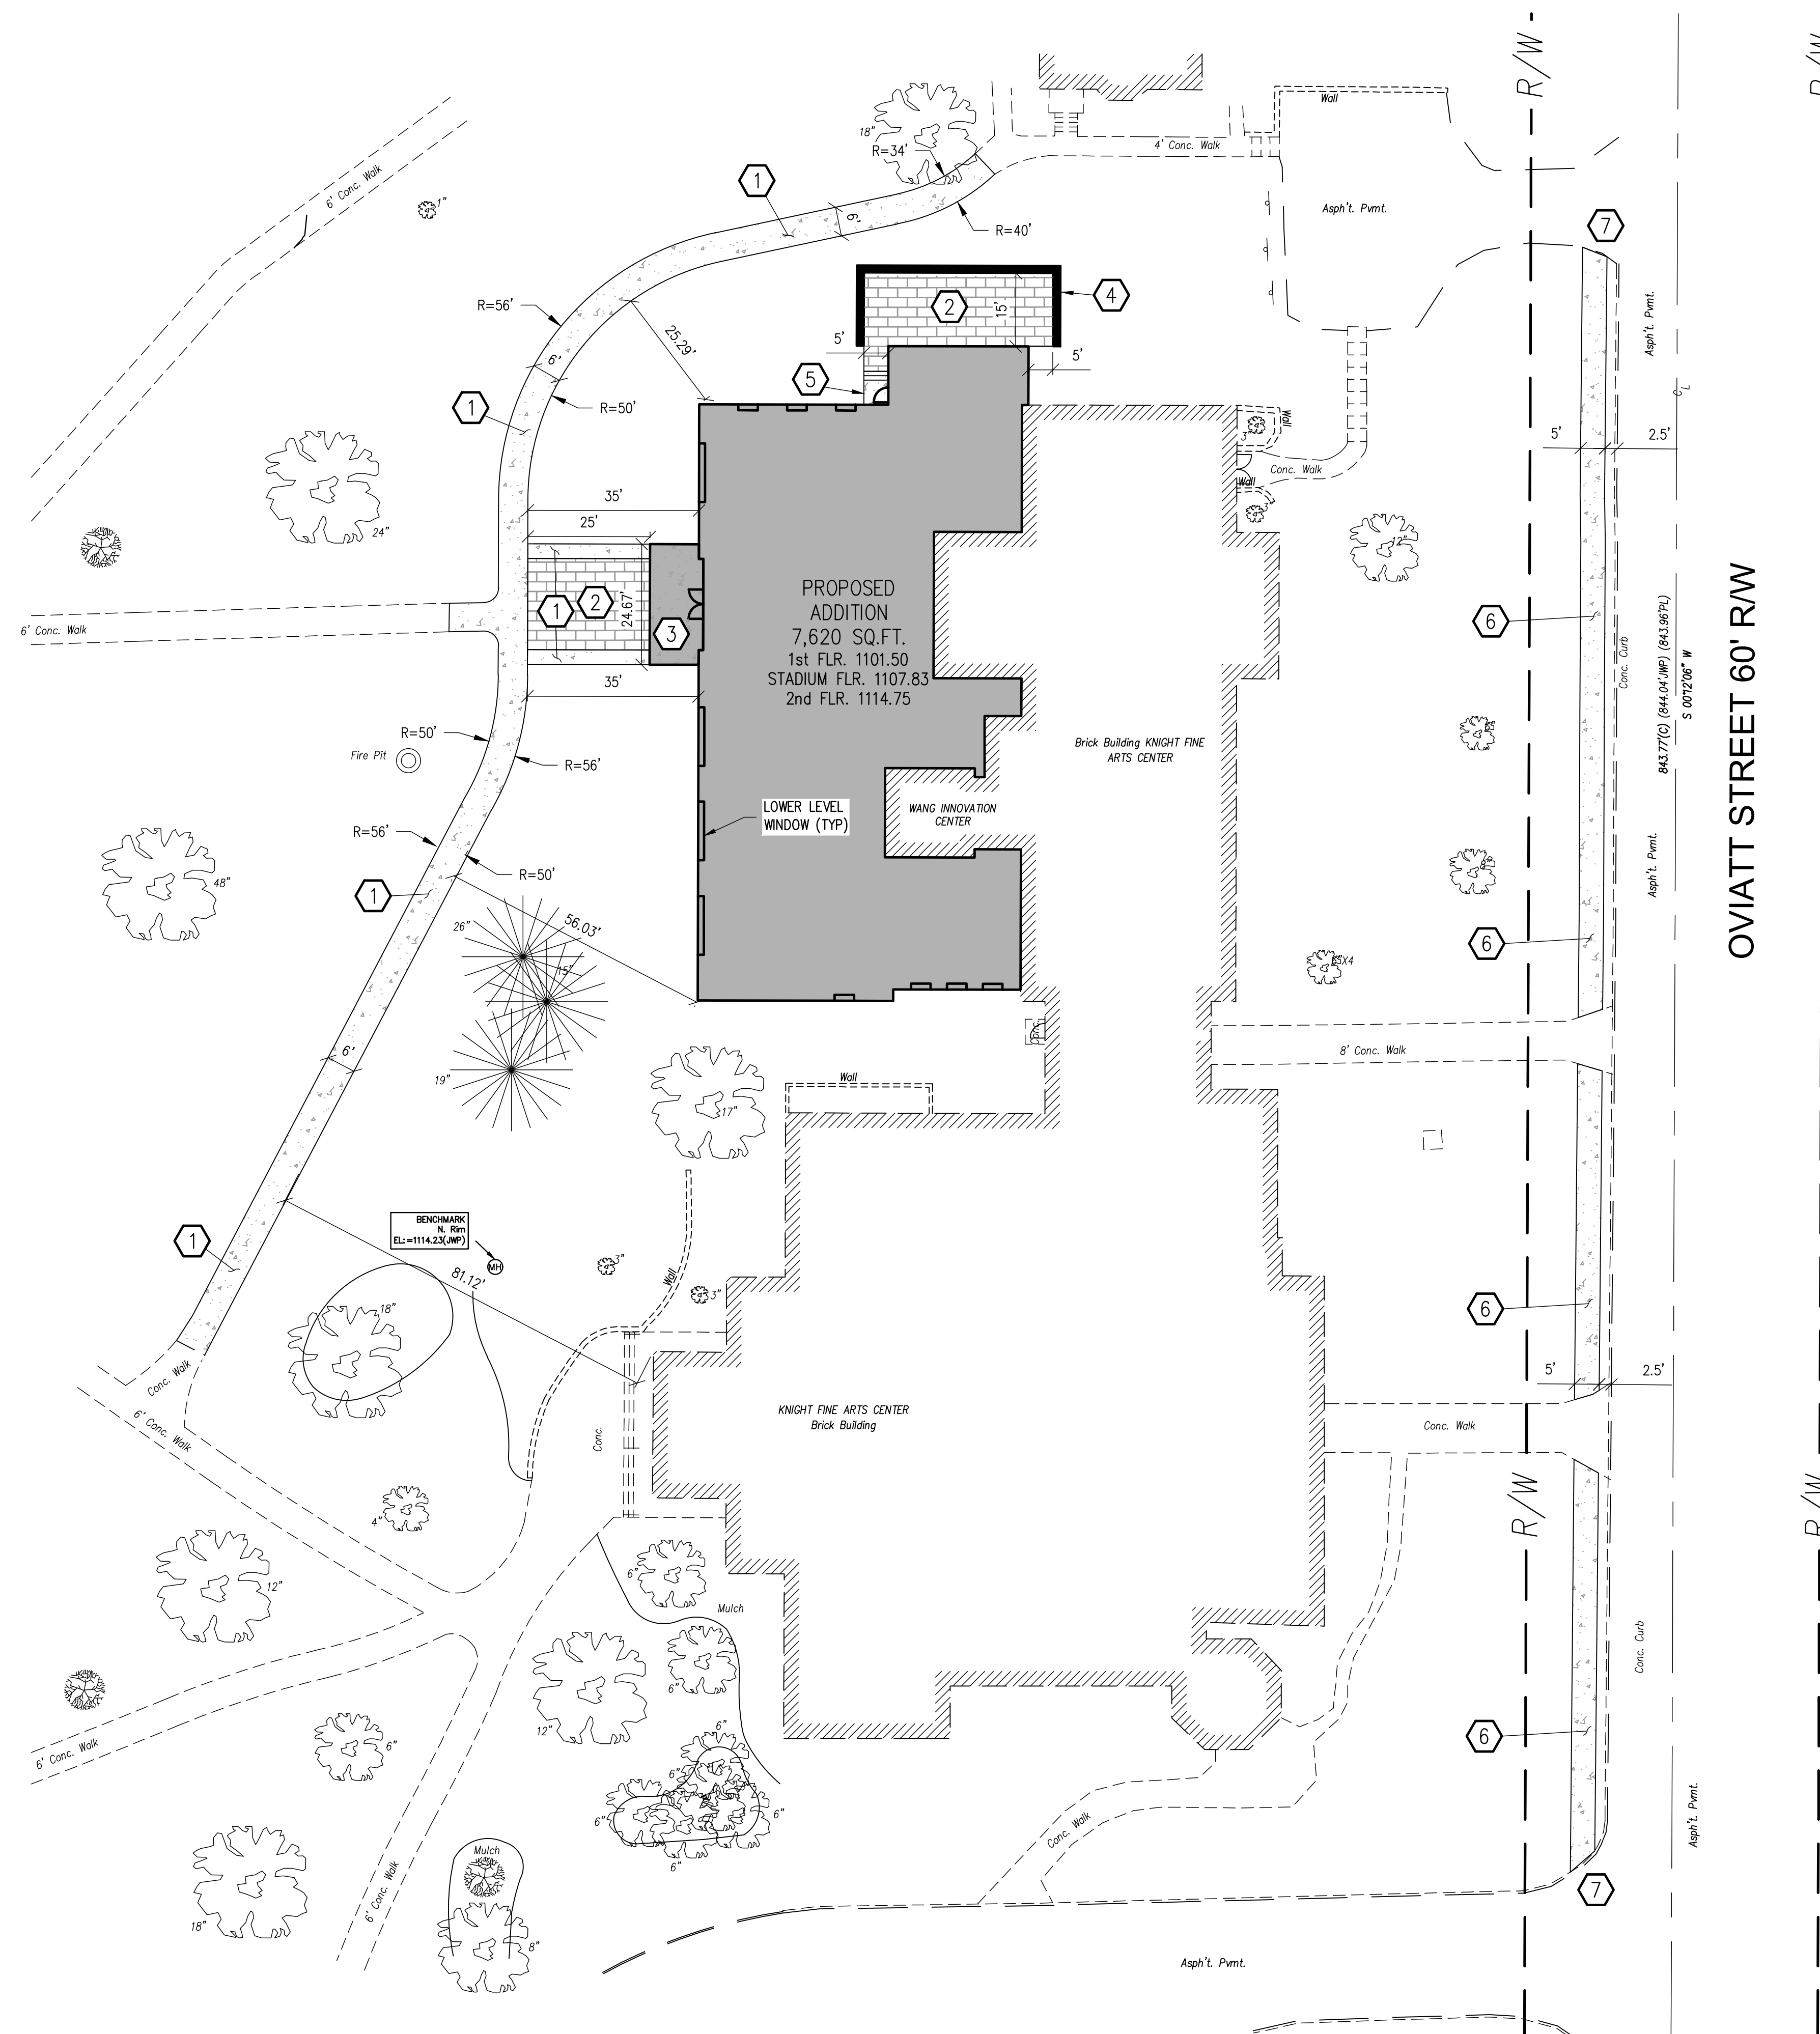 R/W
R/W
Wall
18"
R=34'
4' Conc. Walk
6' Conc. Walk
1"
1
6'
Asph't. Pvmt.
7
R=40'
R=56'
2
15'
4
Asph't. Pvmt.
25.29'
5'
5'
6'
5
1
R=50'
CL
Wall
3"
5'
2.5'
Conc. Walk
Wall
24"
35'
25'
12"
PROPOSED
ADDITION
7,620 SQ.FT.
1st FLR. 1101.50
STADIUM FLR. 1107.83
2nd FLR. 1114.75
1
2
24.67'
3
6
6' Conc. Walk
35'
Conc. Curb
843.77'(C) (844.04'JWP) (843.96'PL)
S 00°12'06" W
OVIATT STREET 60' R/W
R=50'
Fire Pit
R=56'
Brick Building KNIGHT FINE
ARTS CENTER
LOWER LEVEL
WINDOW (TYP)
WANG INNOVATION
CENTER
R=56'
R=50'
48"
1
Asph't. Pvmt.
26"
56.03'
15"
6
X4
6'
19"
Conc.
8' Conc. Walk
Wall
17"
BENCHMARK
N. Rim
EL:=1114.23(JWP)
MH
1
81.12'
3"
Wall
3"
18"
6
5'
2.5'
Conc. Walk
6' Conc. Walk
KNIGHT FINE ARTS CENTER
Brick Building
Conc.
Conc. Walk
R/W
R/W
4"
12"
6"
Mulch
Conc. Curb
6"
12"
6"
6' Conc. Walk
6"
6"
6"
6"
6"
6
Conc. Walk
Asph't. Pvmt.
Mulch
6' Conc. Walk
18"
8"
7
Asph't. Pvmt.